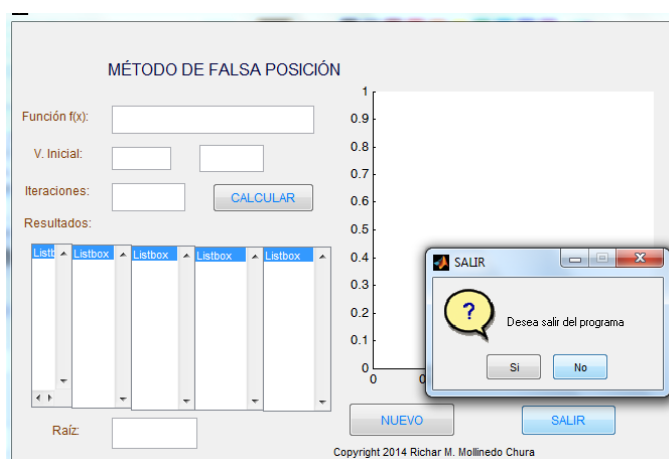 MÉTODO DE FALSA POSICIÓN
Función f(x):
V. Inicial:
Iteraciones:
CALCULAR
Resultados:
Listbox
Listbox
Listbox
Listbox
Raíz:
1
0.9
0.8
0.7
0.6
0.5
0.4
0.3
0.2
0.1
0
0
SALIR
?
Desea salir del programa
Si
No
NUEVO
SALIR
Copyright 2014 Richar M. Mollinedo Chura